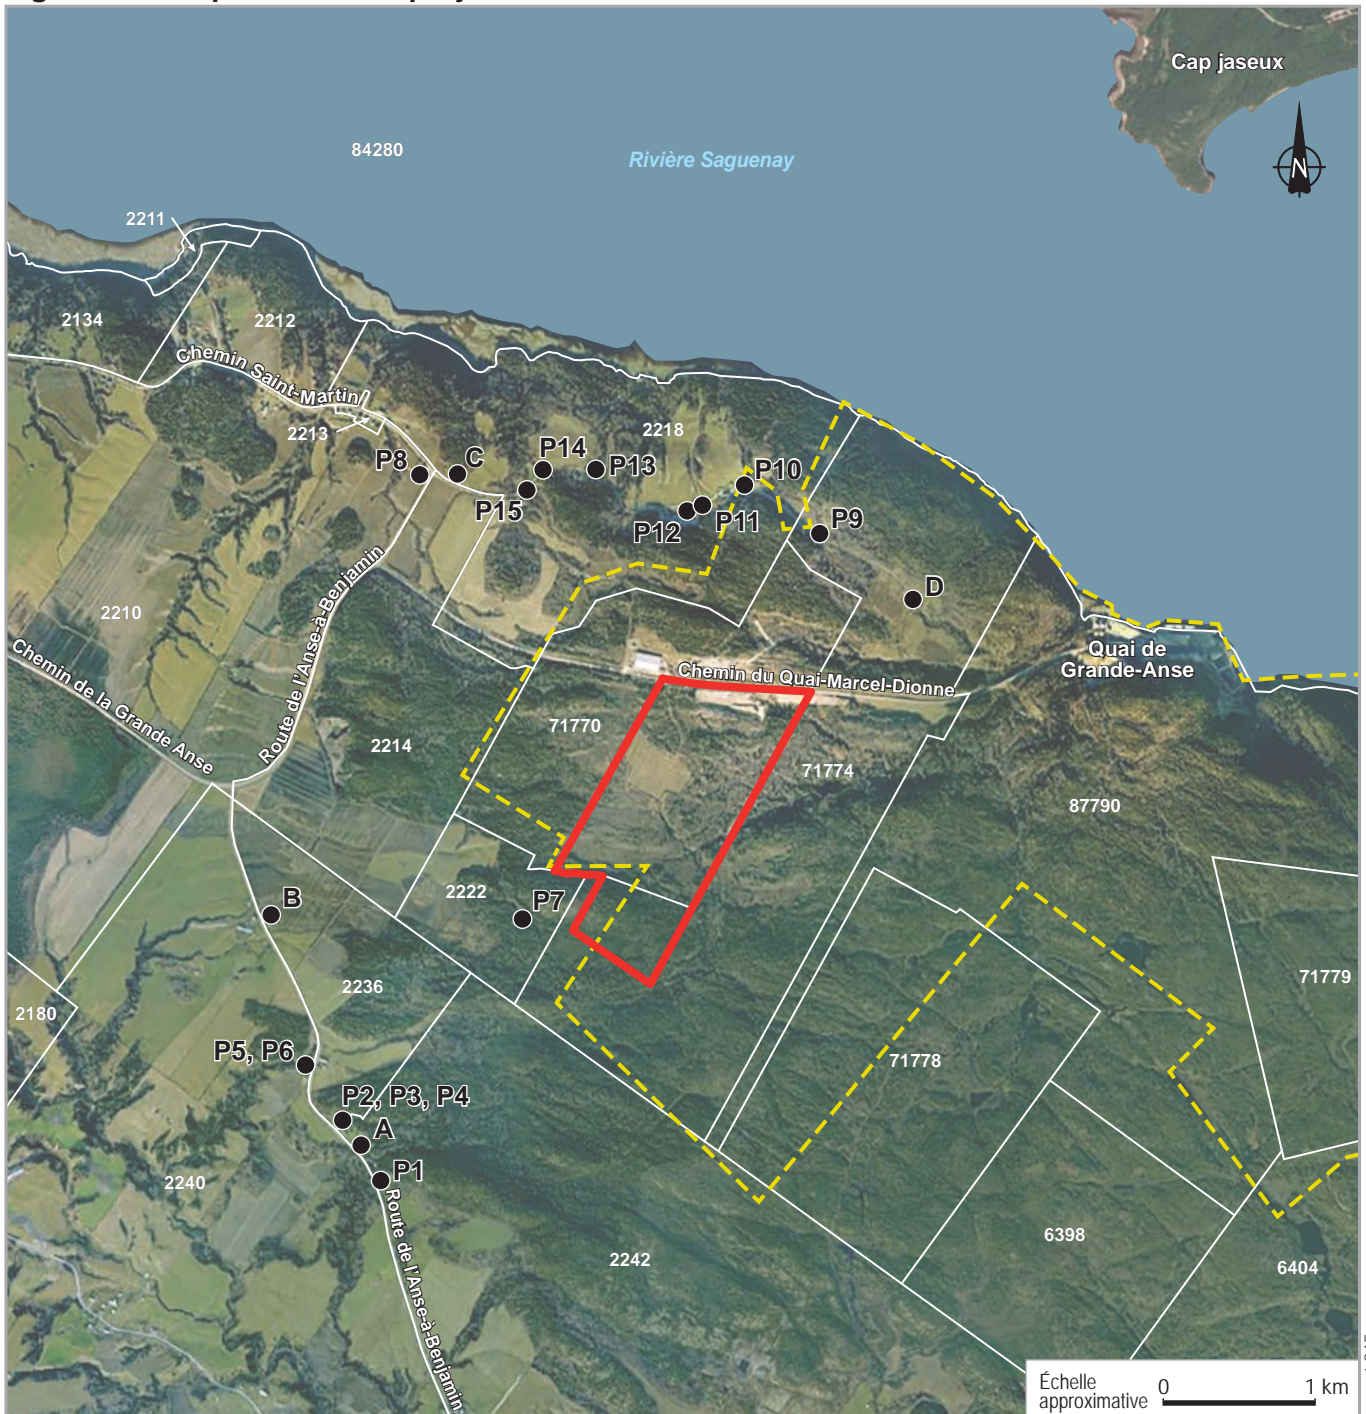 Cap jaseux
84280
Rivière Saguenay
N
2211
2134
2212
Chemin Saint-Martin
2213
2218
P8
C
P14
P13
P10
P15
P12
P11
P9
D
2210
Route de l'Anse-à-Benjamin
Quai de
Grande-Anse
Chemin de la Grande Anse
Chemin du Quai-Marcel-Dionne
71770
2214
71774
87790
2222
P7
B
71779
2236
2180
P5, P6
71778
P2, P3, P4
A
P1
2240
Route de l'Anse-à-Benjamin
6398
2242
6404
Échelle
approximative
0
1 km